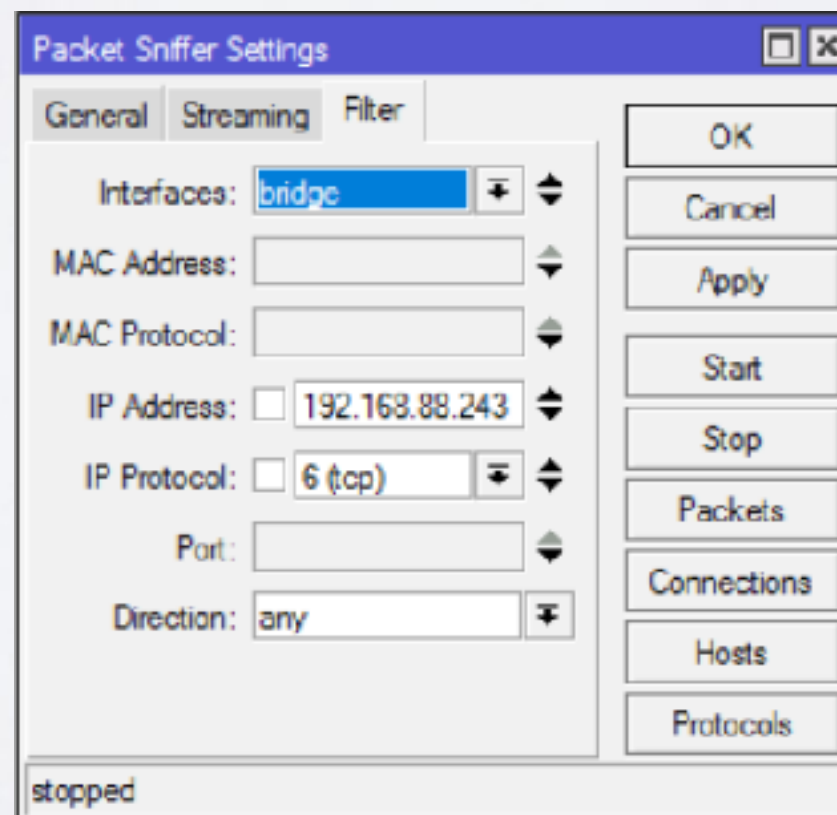 Packet Sniffer Settings
General Streaming Filter
OK
Cancel
Apply
Start
Stop
Packets
Connections
Hosts
Protocols
Interfaces: bridge
MAC Address:
MAC Protocol:
IP Address: 192.168.88.243
IP Protocol: 6 (tcp)
Port:
Direction: any
stopped